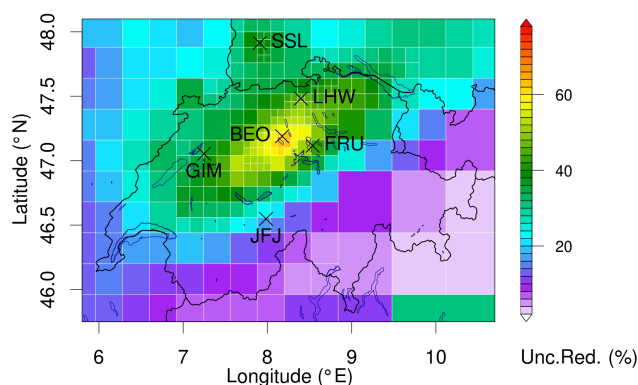 48.0
47.5
47.0
46.5
46.0
Latitude (°N)
SSL
LHW
BEO
FRU
GIM
JFJ
6
7
8
9
10
Longitude (°E)
60
40
20
Unc.Red. (%)